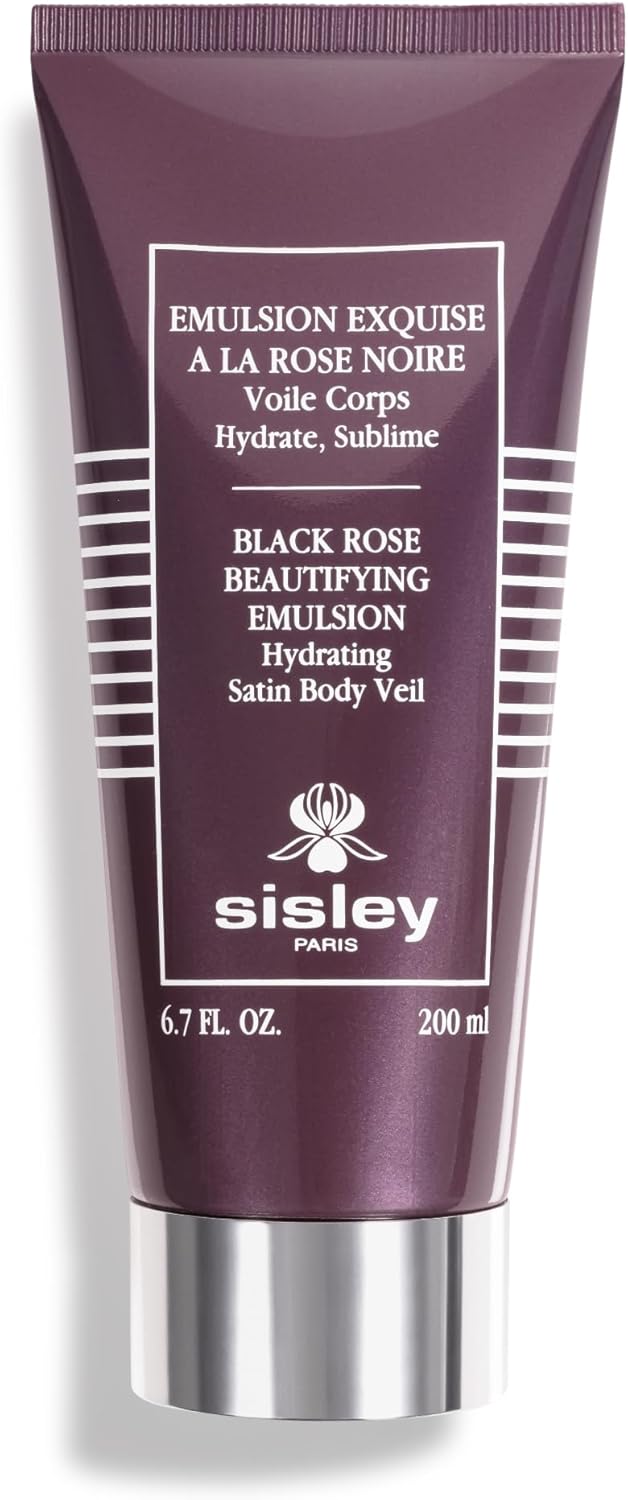 EMULSION EXQUISE
A LA ROSE NOIRE
Voile Corps
Hydrate, Sublime
BLACK ROSE
BEAUTIFYING
EMULSION
Hydrating
Satin Body Veil
sisley
PARIS
6.7 FL. OZ. 200 ml